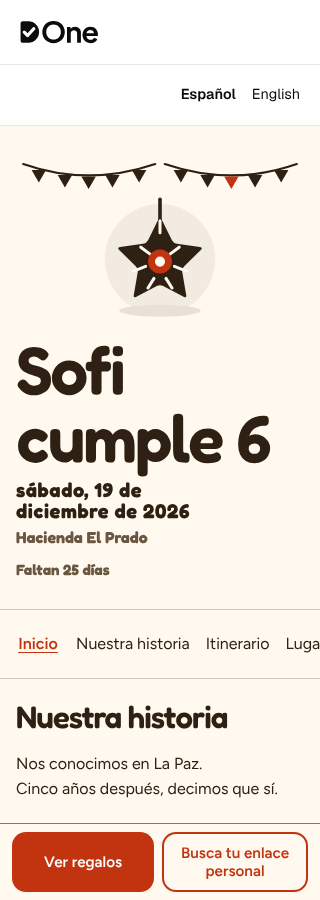 One
Español English
Sofi
cumple 6
sábado, 19 de
diciembre de 2026
Hacienda El Prado
Faltan 25 días
Inicio Nuestra historia Itinerario Luga
Nuestra historia
Nos conocimos en La Paz.
Cinco años después, decimos que sí.
Ver regalos
Busca tu enlace
personal